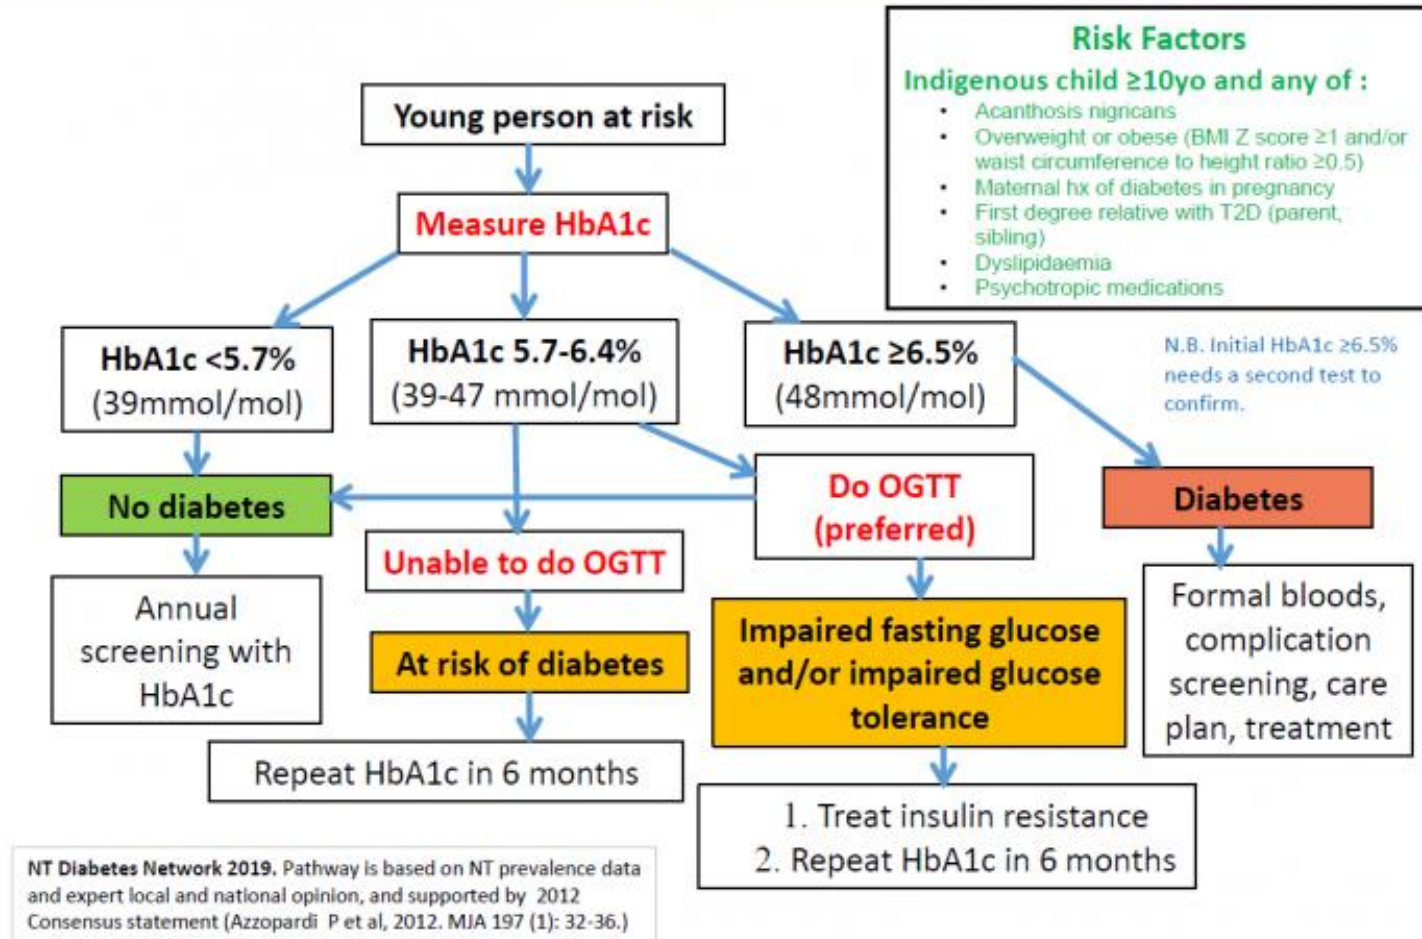 Risk Factors
Indigenous child ≥10yo and any of :
• Acanthosis nigricans
• Overweight or obese (BMI Z score ≥1 and/or
waist circumference to height ratio ≥0.5)
• Maternal hx of diabetes in pregnancy
• First degree relative with T2D (parent,
sibling)
• Dyslipidaemia
• Psychotropic medications
Young person at risk
Measure HbA1c
HbA1c <5.7%
(39mmol/mol)
HbA1c 5.7-6.4%
(39-47 mmol/mol)
HbA1c ≥6.5%
(48mmol/mol)
N.B. Initial HbA1c ≥6.5%
needs a second test to
confirm.
No diabetes
Unable to do OGTT
Do OGTT
(preferred)
Diabetes
Annual
screening with
HbA1c
At risk of diabetes
Impaired fasting glucose
and/or impaired glucose
tolerance
Formal bloods,
complication
screening, care
plan, treatment
Repeat HbA1c in 6 months
1. Treat insulin resistance
2. Repeat HbA1c in 6 months
NT Diabetes Network 2019. Pathway is based on NT prevalence data
and expert local and national opinion, and supported by 2012
Consensus statement (Azzopardi P et al, 2012. MJA 197 (1): 32-36.)